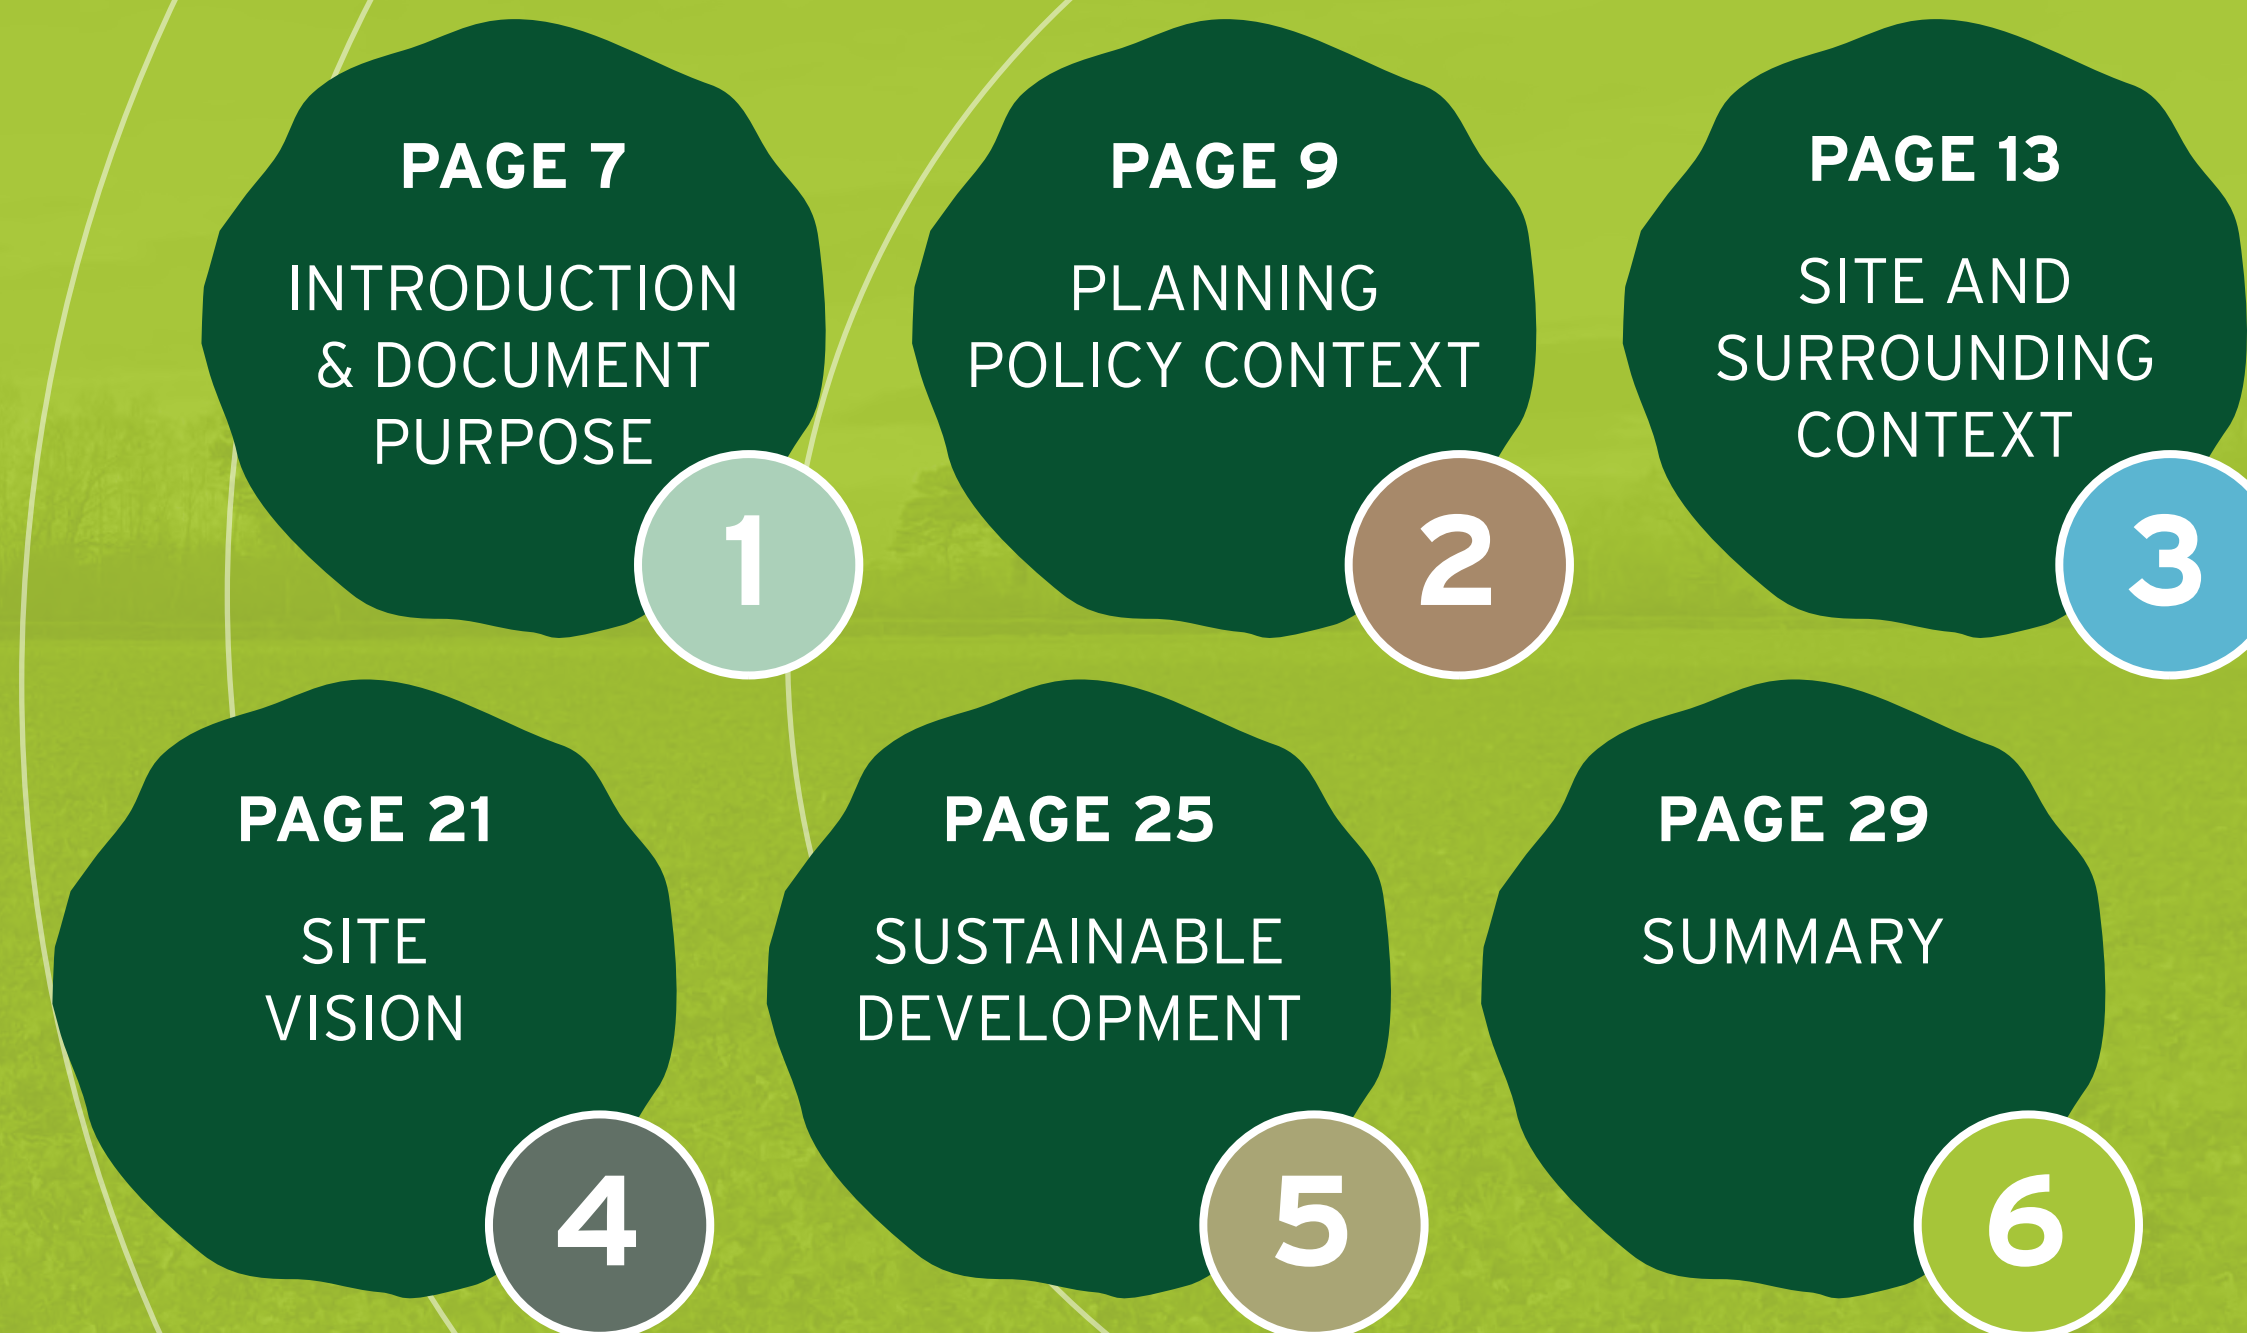 PAGE 7
INTRODUCTION
& DOCUMENT
PURPOSE
1
PAGE 9
PLANNING
POLICY CONTEXT
2
PAGE 13
SITE AND
SURROUNDING
CONTEXT
3
PAGE 21
SITE
VISION
4
PAGE 25
SUSTAINABLE
DEVELOPMENT
5
PAGE 29
SUMMARY
6